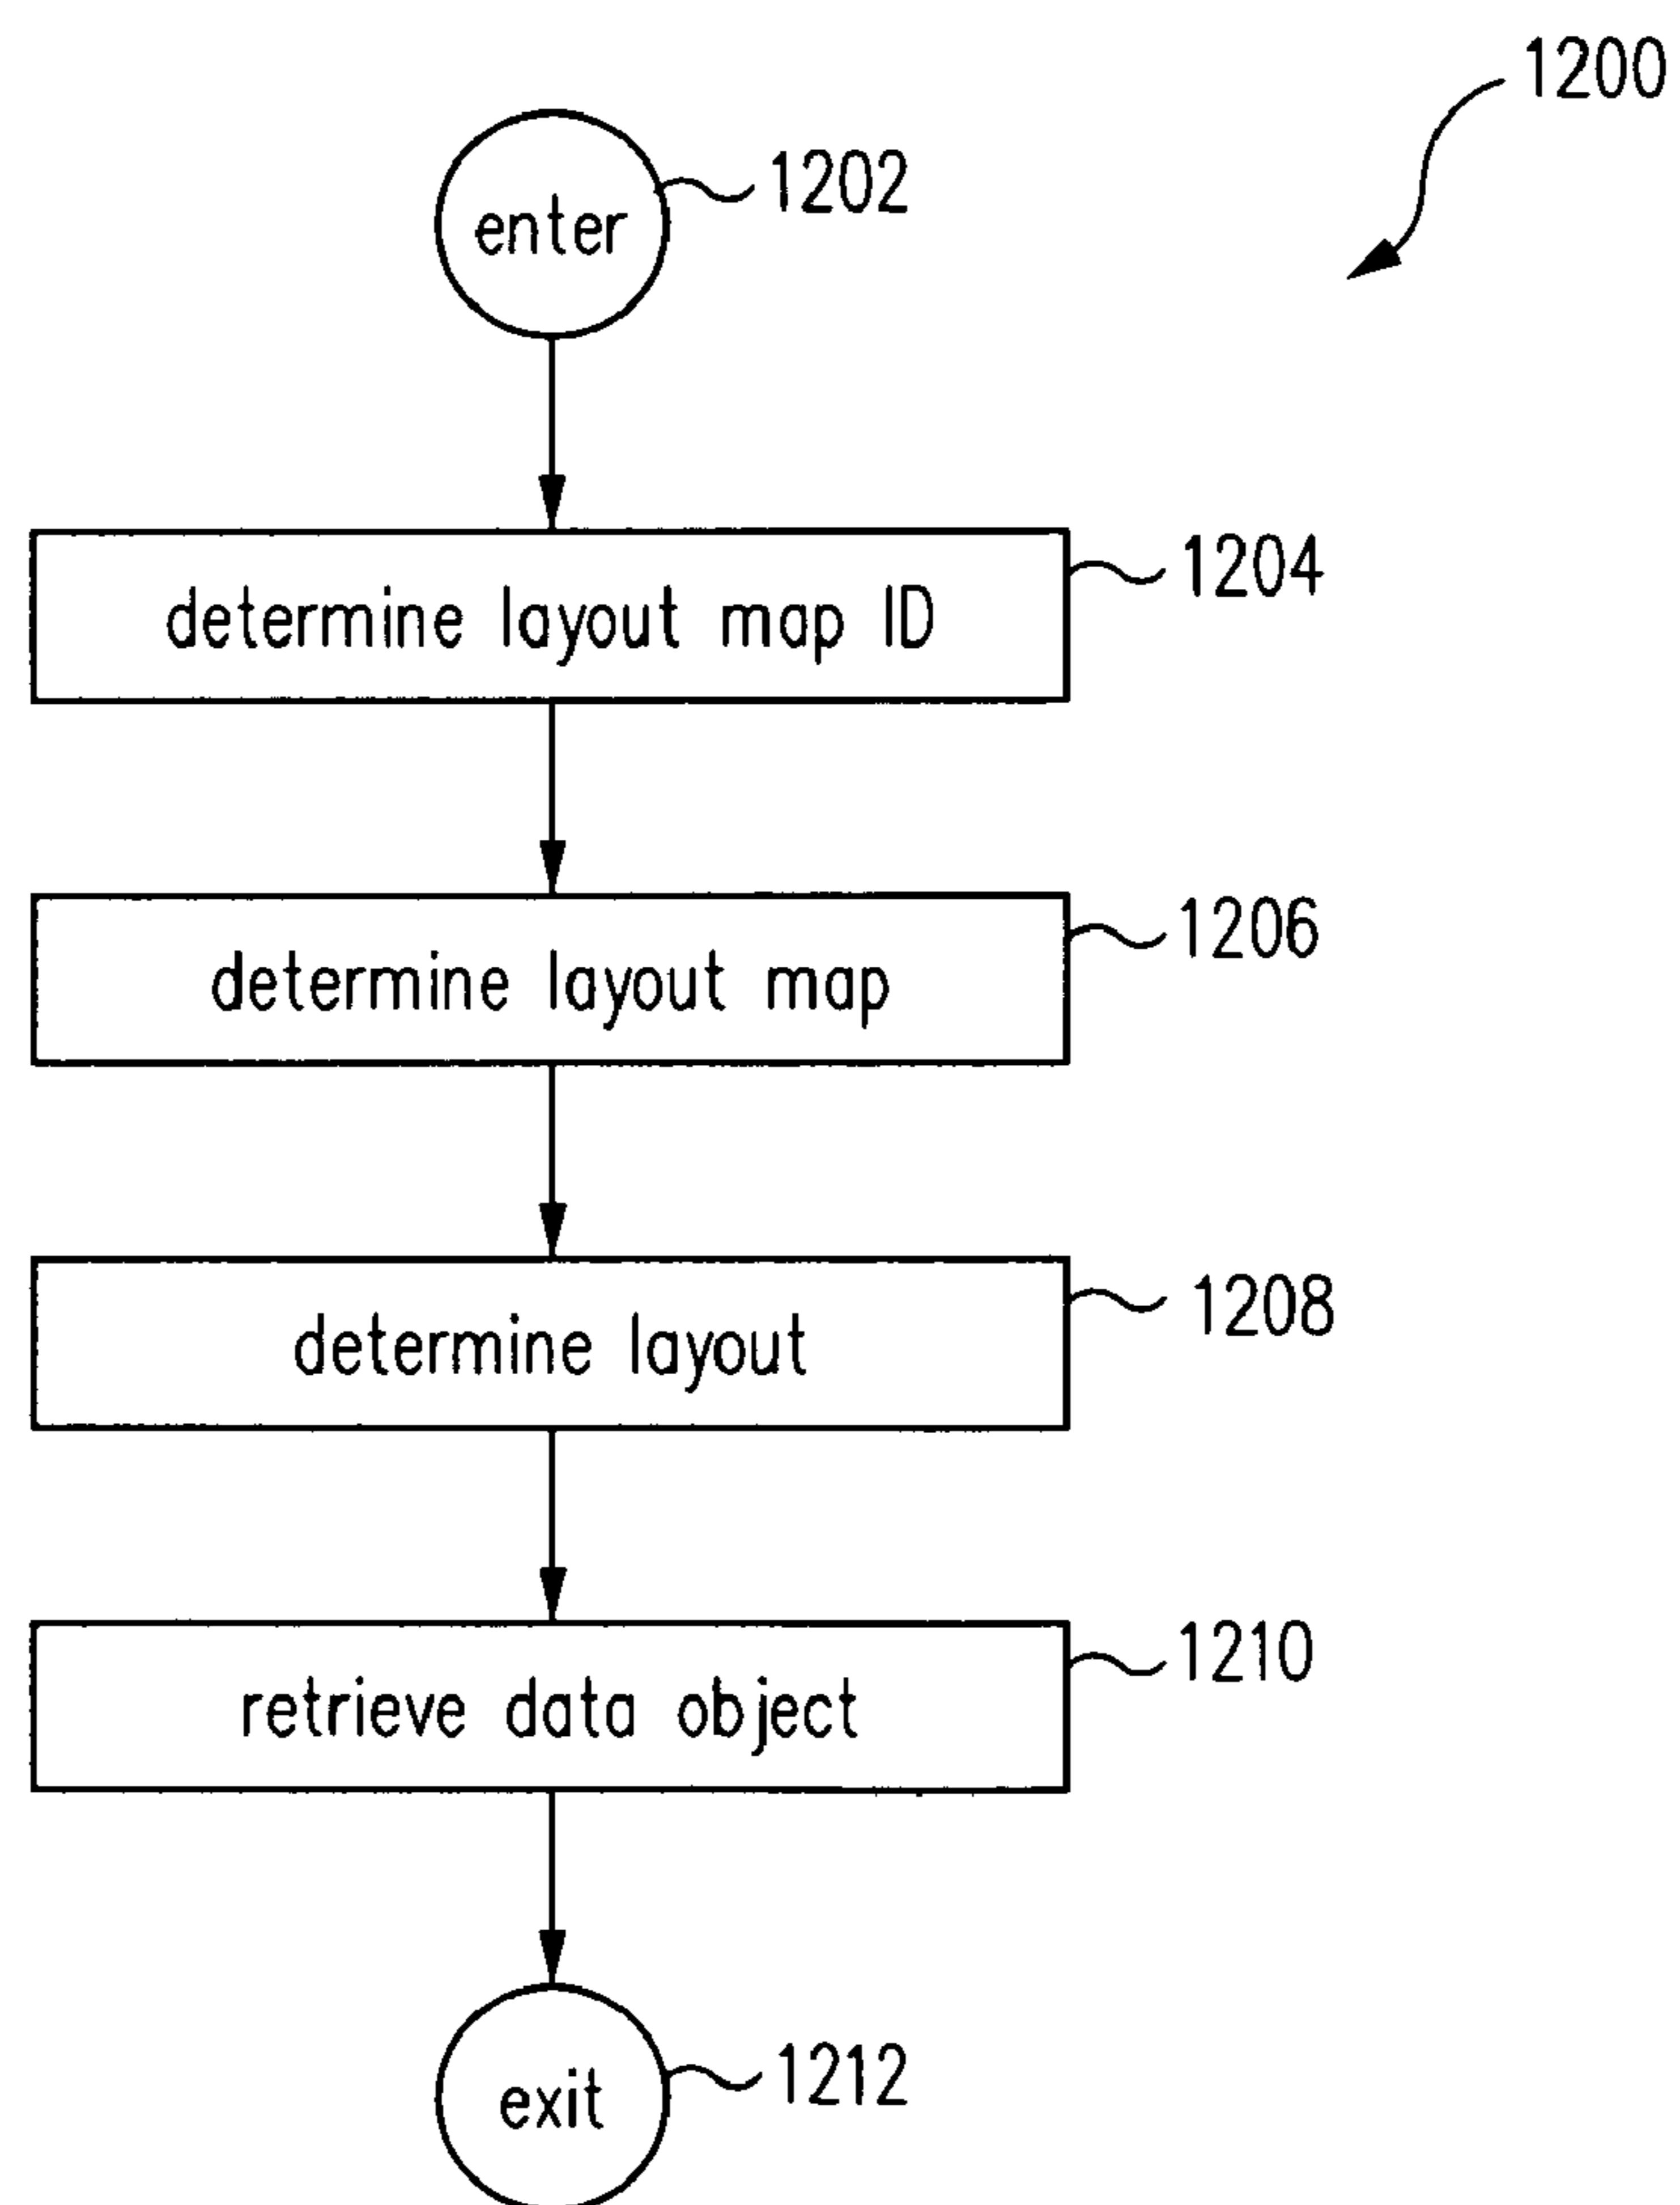 1200
enter
1202
determine layout map ID
1204
determine layout map
1206
determine layout
1208
retrieve data object
1210
exit
1212